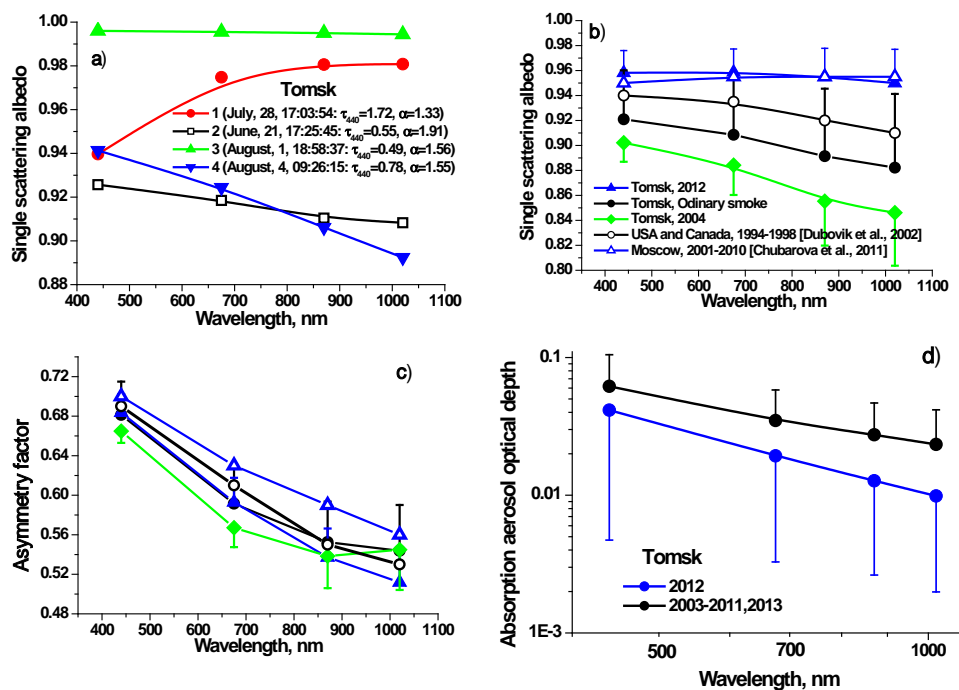 a)
Tomsk
1 (July, 28, 17:03:54: τ440=1.72, α=1.33)
2 (June, 21, 17:25:45: τ440=0.55, α=1.91)
3 (August, 1, 18:58:37: τ440=0.49, α=1.56)
4 (August, 4, 09:26:15: τ440=0.78, α=1.55)
Single scattering albedo
1.00
0.98
0.96
0.94
0.92
0.90
0.88
400 500 600 700 800 900 1000 1100
Wavelength, nm
b)
Single scattering albedo
1.00
0.98
0.96
0.94
0.92
0.90
0.88
0.86
0.84
0.82
0.80
Tomsk, 2012
Tomsk, Odinary smoke
Tomsk, 2004
USA and Canada, 1994-1998 [Dubovik et al., 2002]
Moscow, 2001-2010 [Chubarova et al., 2011]
300 400 500 600 700 800 900 1000 1100
Wavelength, nm
c)
Asymmetry factor
0.72
0.68
0.64
0.60
0.56
0.52
0.48
400 500 600 700 800 900 1000 1100
Wavelength, nm
d)
Absorption aerosol optical depth
0.1
0.01
1E-3
Tomsk
2012
2003-2011,2013
500 700 1000
Wavelength, nm